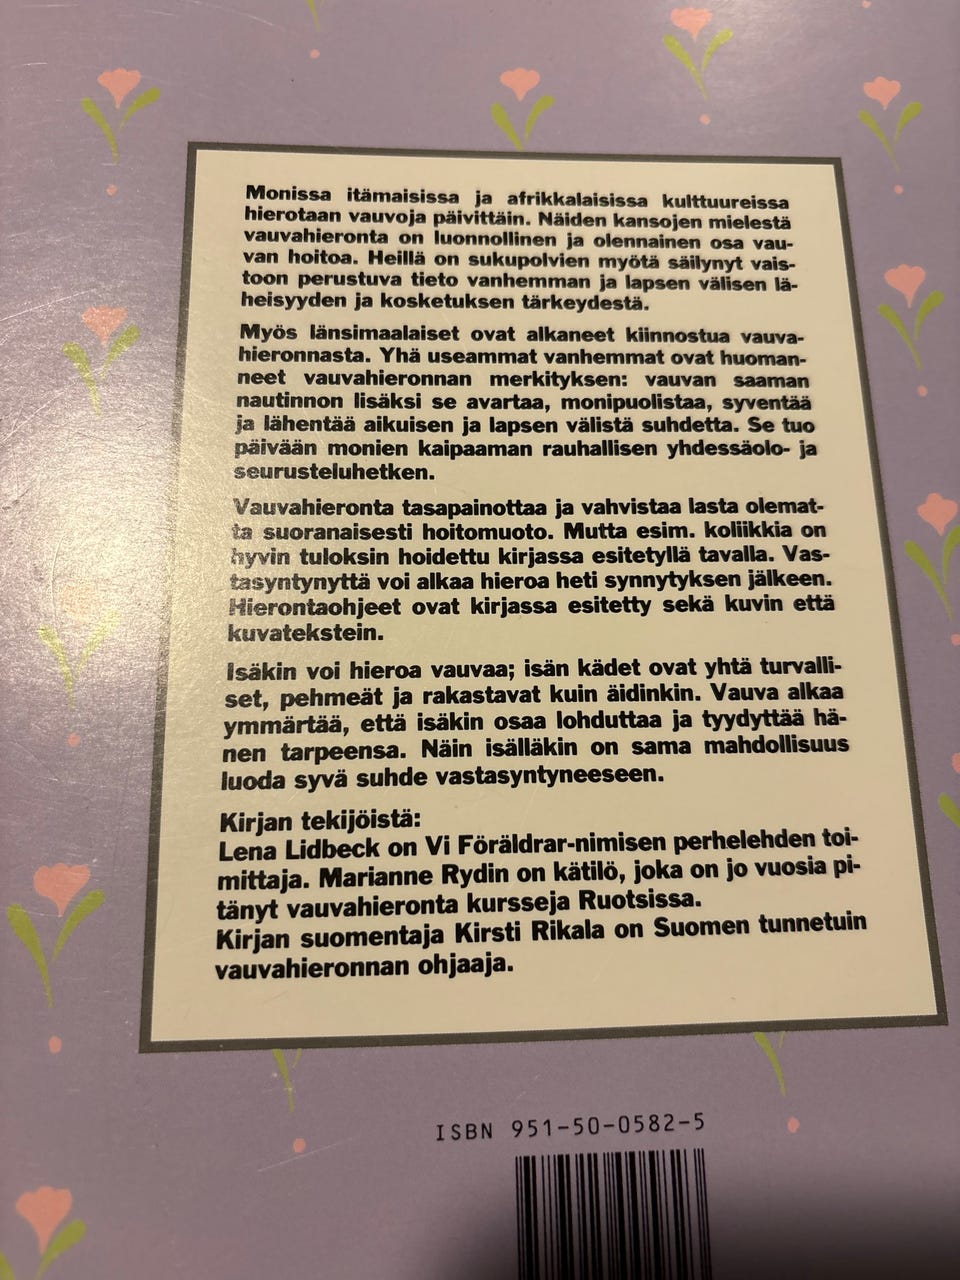 Monissa itämaisissa ja afrikkalaisissa kulttuureissa
hierotaan vauvoja päivittäin. Näiden kansojen mielestä
vauvahieronta on luonnollinen ja olennainen osa vau-
van hoitoa. Heillä on sukupolvien myötä säilynyt vais-
toon perustuva tieto vanhemman ja lapsen välisen lä-
heisyyden ja kosketuksen tärkeydestä.
Myös länsimaalaiset ovat alkaneet kiinnostua vauva-
hieronnasta. Yhä useammat vanhemmat ovat huoman-
neet vauvahieronnan merkityksen: vauvan saaman
nautinnon lisäksi se avartaa, monipuolistaa, syventää
ja lähentää aikuisen ja lapsen välistä suhdetta. Se tuo
päivään monien kaipaaman rauhallisen yhdessäolo- ja
seurusteluhetken.
Vauvahieronta tasapainottaa ja vahvistaa lasta olemat-
ta suoranaisesti hoitomuoto. Mutta esim. koliikkia on
hyvin tuloksin hoidettu kirjassa esitetyllä tavalla. Vas-
tasyntynyttä voi alkaa hieroa heti synnytyksen jälkeen.
Hierontaohjeet ovat kirjassa esitetty sekä kuvin että
kuvatekstein.
Isäkin voi hieroa vauvaa; isän kädet ovat yhtä turvalli-
set, pehmeät ja rakastavat kuin äidinkin. Vauva alkaa
ymmärtää, että isäkin osaa lohduttaa ja tyydyttää hä-
nen tarpeensa. Näin isälläkin on sama mahdollisuus
luoda syvä suhde vastasyntyneeseen.
Kirjan tekijöistä:
Lena Lidbeck on Vi Föräldrar-nimisen perhelehden toi-
mittaja. Marianne Rydin on kätilö, joka on jo vuosia pi-
tänyt vauvahieronta kursseja Ruotsissa.
Kirjan suomentaja Kirsti Rikala on Suomen tunnetuin
vauvahieronnan ohjaaja.
ISBN 951-50-0582-5